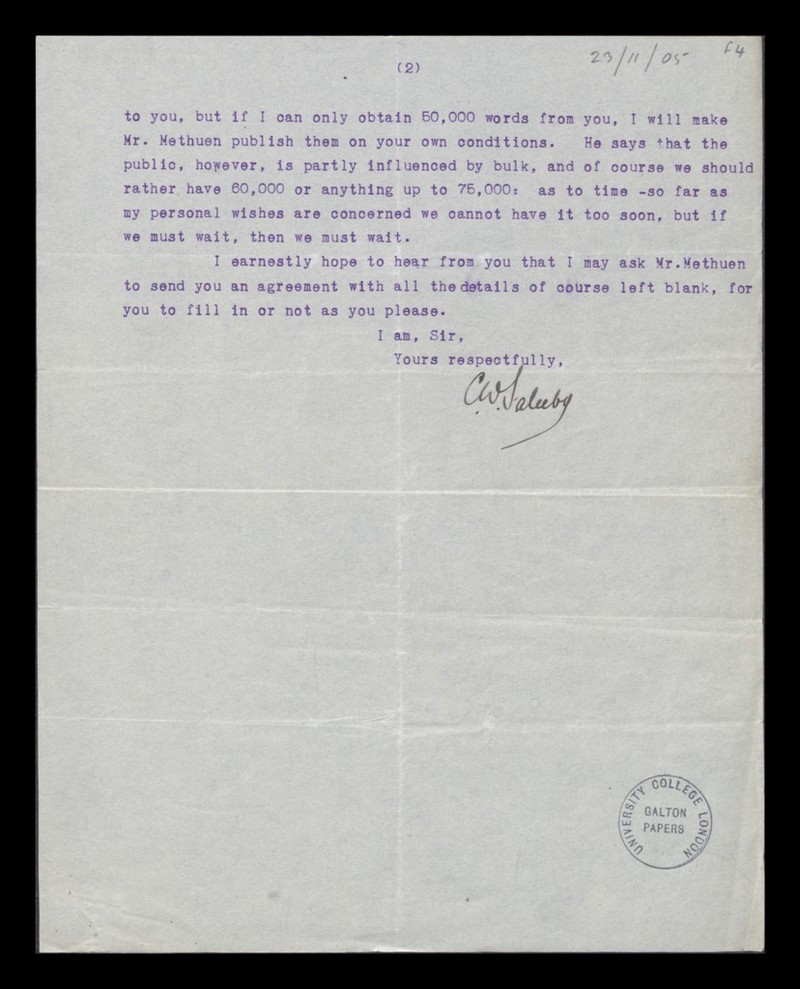 23/11/05 f4
(2)
to you, but if I can only obtain 50,000 words from you, I will make
Mr. Methuen publish them on your own conditions. He says that the
public, however, is partly influenced by bulk, and of course we should
rather have 60,000 or anything up to 75,000: as to time -so far as
my personal wishes are concerned we cannot have it too soon, but if
we must wait, then we must wait.
I earnestly hope to hear from you that I may ask Mr.Methuen
to send you an agreement with all the details of course left blank, for
you to fill in or not as you please.
I am, Sir,
Yours respectfully,
C.W. Saleeby
UNIVERSITY COLLEGE LONDON
GALTON
PAPERS